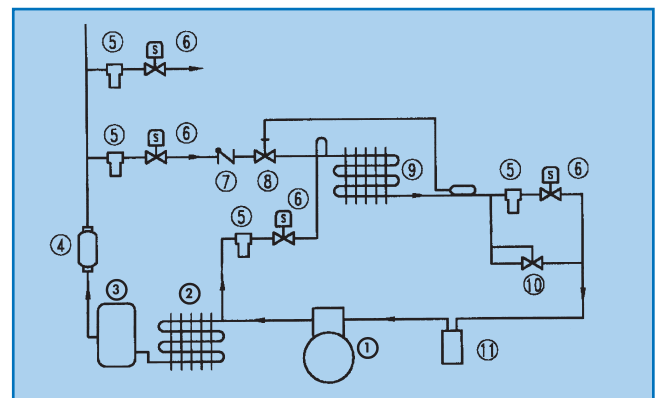 ⑤ S ⑥
⑤ S ⑥
⑦ ⑧ ⑨
⑤ S ⑥
⑤ S ⑥
④
③ ②
⑩
① ⑪